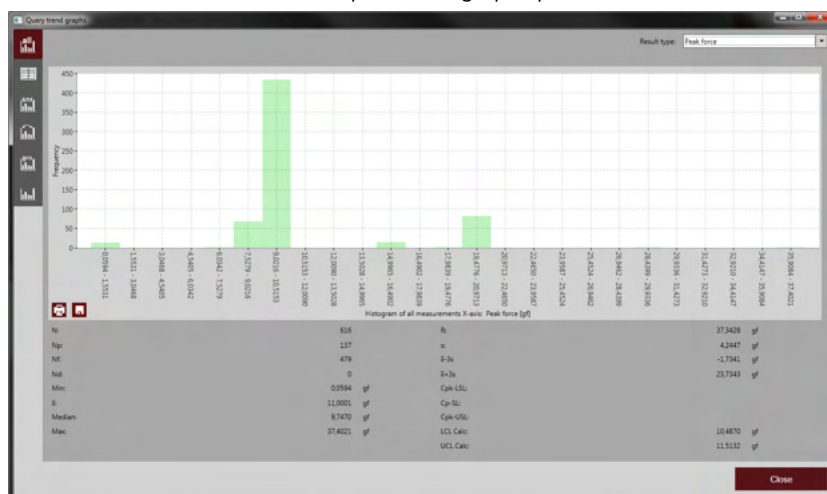 Query trend graphs
Result type: Peak force
450
400
350
300
250
200
150
100
50
0
Frequency
0,0594 - 1,5531
1,5531 - 3,0468
3,0468 - 4,5405
4,5405 - 6,0342
6,0342 - 7,5279
7,5279 - 9,0216
9,0216 - 10,5153
10,5153 - 12,0090
12,0090 - 13,5028
13,5028 - 14,9965
14,9965 - 16,4902
16,4902 - 17,9839
17,9839 - 19,4776
19,4776 - 20,9713
20,9713 - 22,4650
22,4650 - 23,9587
23,9587 - 25,4524
25,4524 - 26,9462
26,9462 - 28,4399
28,4399 - 29,9336
29,9336 - 31,4273
31,4273 - 32,9210
32,9210 - 34,4147
34,4147 - 35,9084
35,9084 - 37,4021
Histogram of all measurements X-axis: Peak force [gf]
N: 616 R: 37,3428 gf
Np: 137 s: 4,2447 gf
Nf: 479 x̄-3s -1,7341 gf
Nd: 0 x̄+3s 23,7343 gf
Min: 0,0594 gf Cpk-LSL:
x̄: 11,0001 gf Cp-SL:
Median: 9,7470 gf Cpk-USL:
Max: 37,4021 gf LCL Calc: 10,4870 gf
UCL Calc: 11,5132 gf
Close